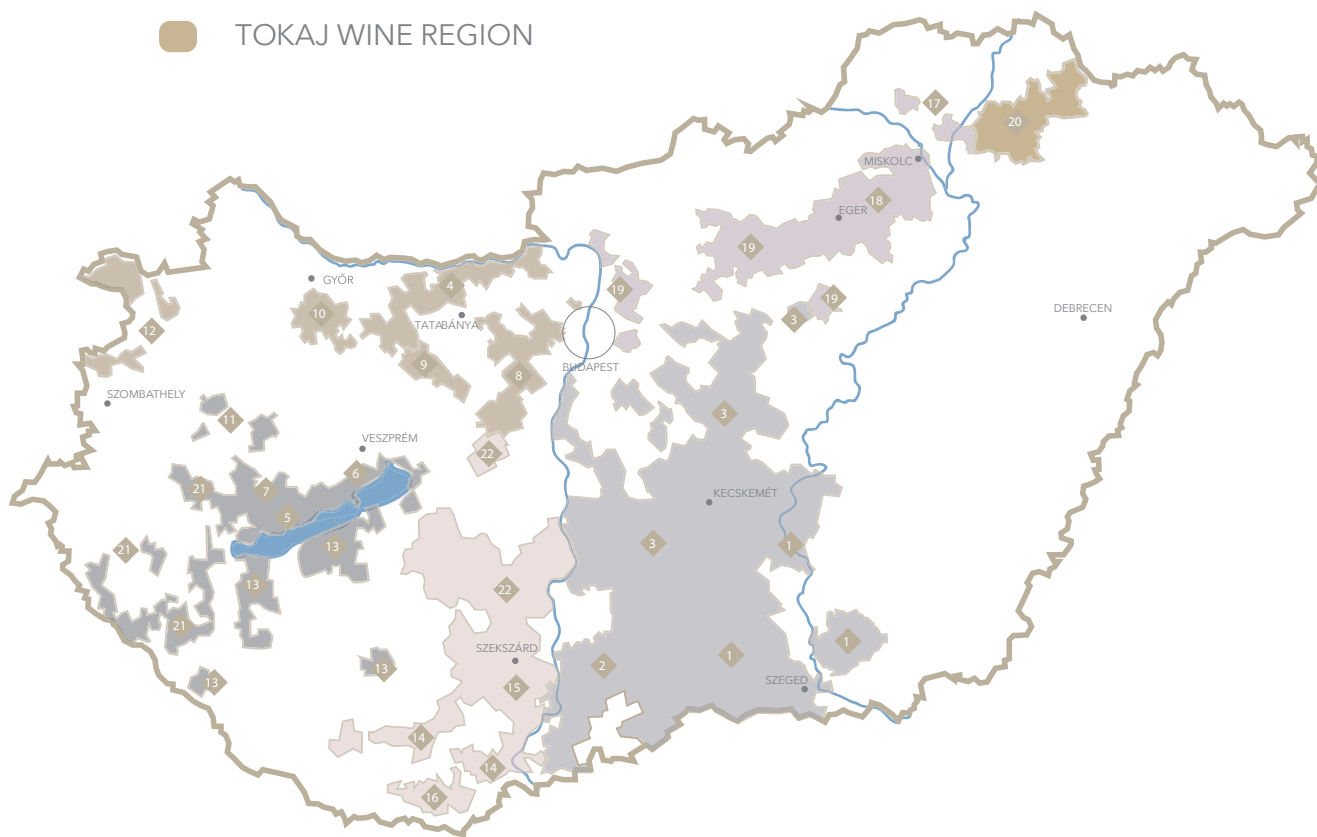 TOKAJ WINE REGION
17
20
MISKOLC
18
EGER
19
GYŐR
4
19
19
3
10
TATABÁNYA
DEBRECEN
12
9
8
BUDAPEST
SZOMBATHELY
11
3
VESZPRÉM
22
6
21
7
KECSKEMÉT
5
21
13
3
1
13
22
21
1
SZEKSZÁRD
2
1
13
13
15
SZEGED
14
14
16